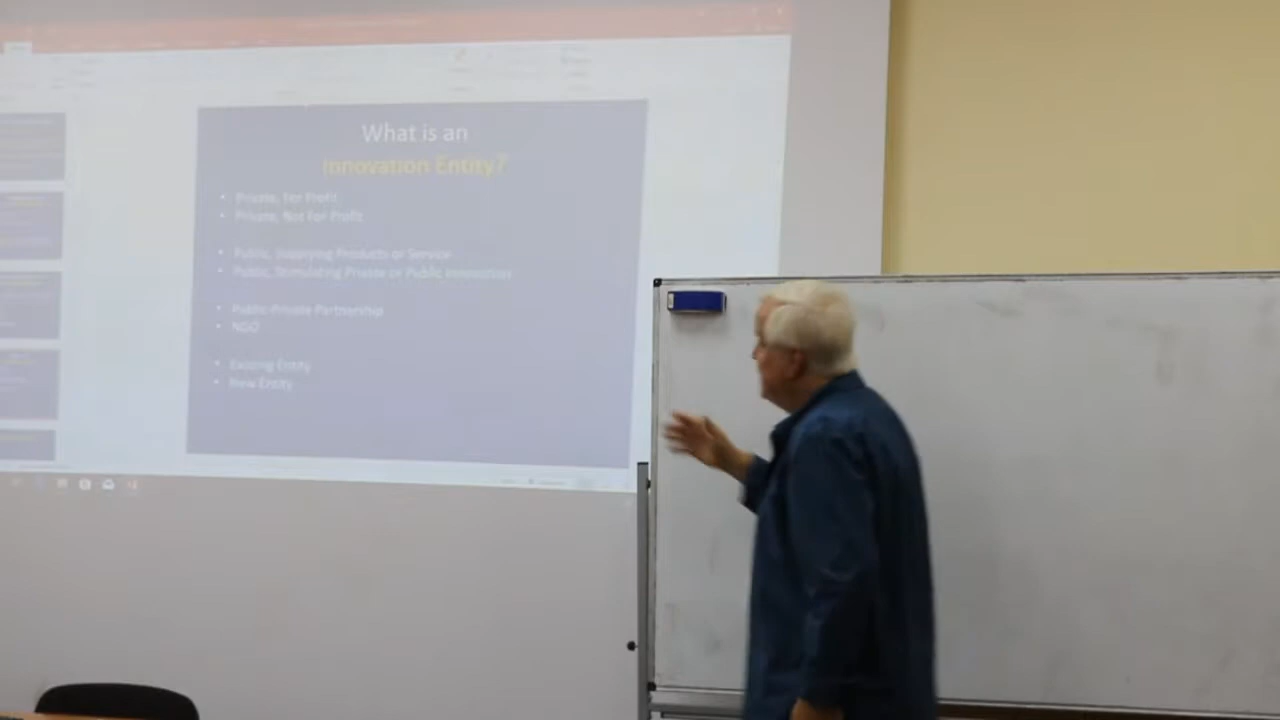 What is an
Innovation Entity?
• Private, For Profit
• Private, Not For Profit
• Public, Supplying Products or Service
• Public, Stimulating Private or Public Innovation
• Public-Private Partnership
• NGO
• Existing Entity
• New Entity